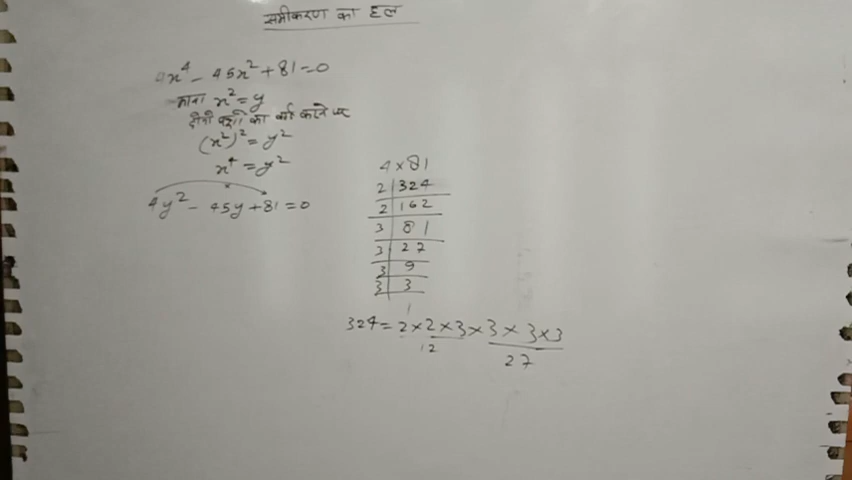 समीकरण का हल
4x⁴ - 45x² + 81 = 0
माना x² = y
दोनों पक्षों का वर्ग करने पर
(x²)² = y²
x⁴ = y²
4y² - 45y + 81 = 0
4 × 81
2 | 324
2 | 162
3 | 81
3 | 27
3 | 9
3 | 3
1
324 = 2 × 2 × 3 × 3 × 3 × 3
12
27